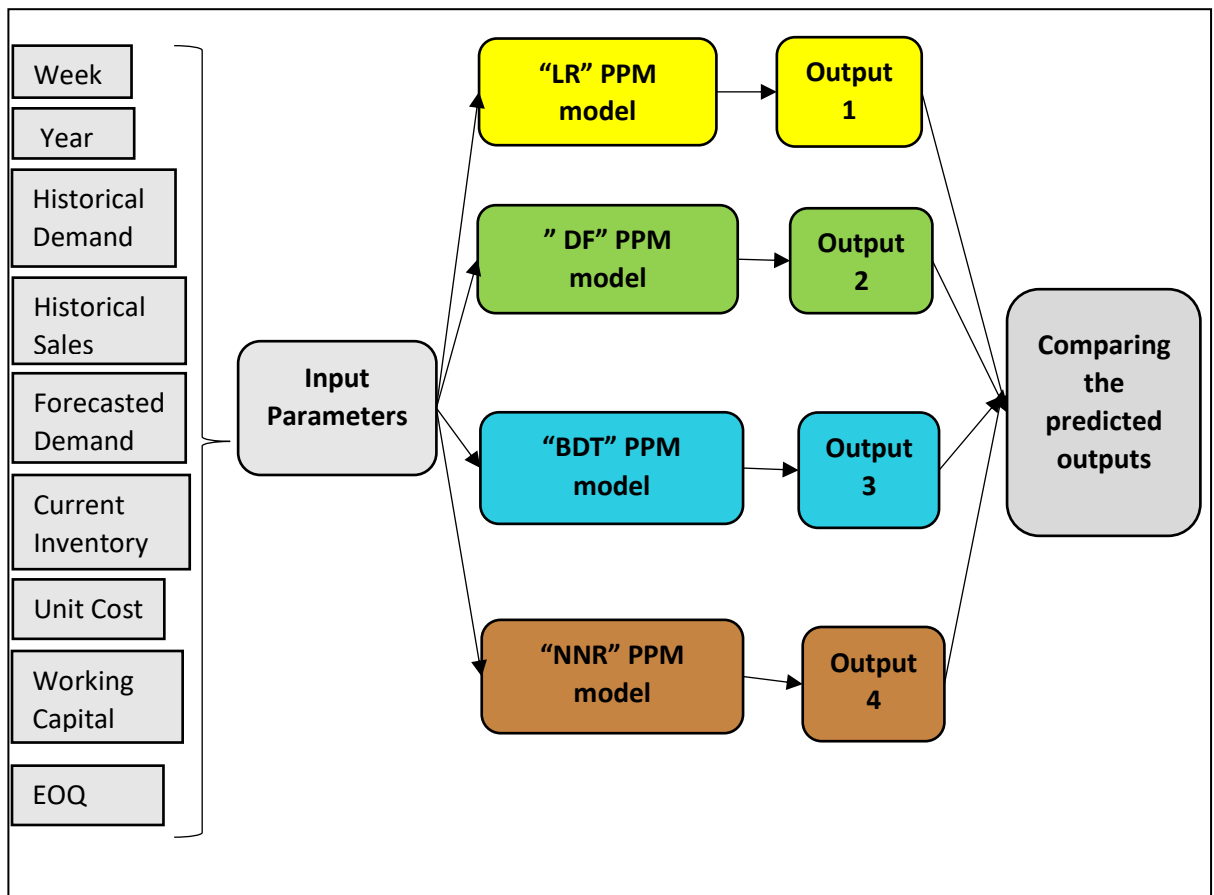 Week
Year
Historical
Demand
Historical
Sales
Forecasted
Demand
Current
Inventory
Unit Cost
Working
Capital
EOQ
Input
Parameters
“LR” PPM
model
Output
1
” DF” PPM
model
Output
2
“BDT” PPM
model
Output
3
“NNR” PPM
model
Output
4
Comparing
the
predicted
outputs